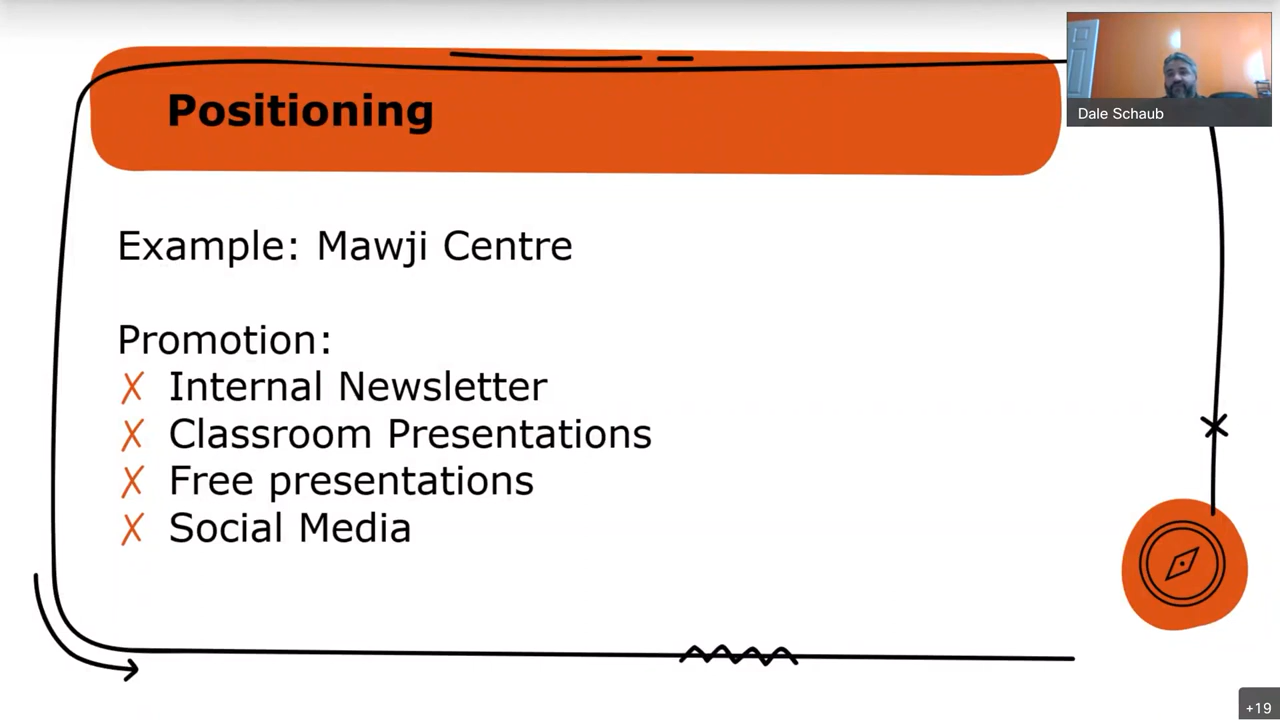 Positioning
Dale Schaub
Example: Mawji Centre
Promotion:
X Internal Newsletter
X Classroom Presentations
X Free presentations
X Social Media
+19